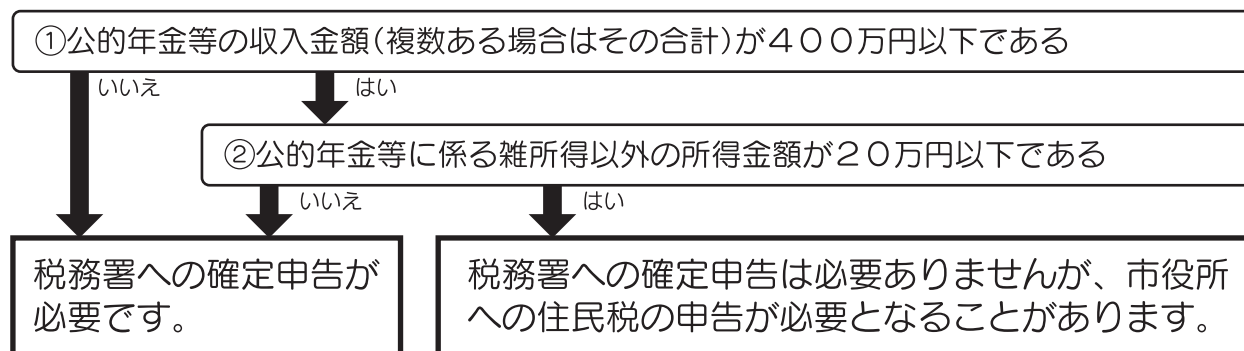 ①公的年金等の収入金額(複数ある場合はその合計)が400万円以下である
いいえ
はい
②公的年金等に係る雑所得以外の所得金額が20万円以下である
いいえ
はい
税務署への確定申告が
必要です。
税務署への確定申告は必要ありませんが、市役所
への住民税の申告が必要となることがあります。